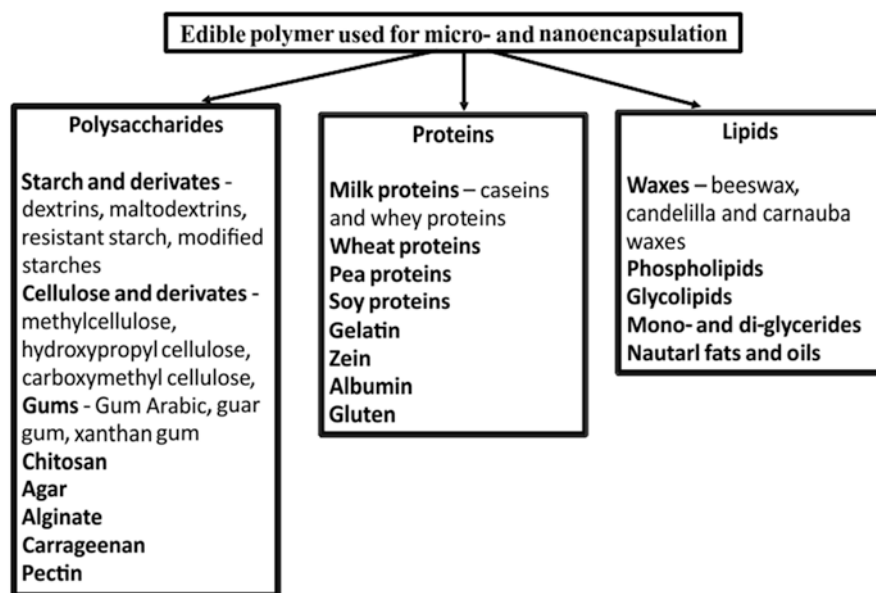 Edible polymer used for micro- and nanoencapsulation
Polysaccharides
Starch and derivates -
dextrins, maltodextrins,
resistant starch, modified
starches
Cellulose and derivates -
methylcellulose,
hydroxypropyl cellulose,
carboxymethyl cellulose,
Gums - Gum Arabic, guar
gum, xanthan gum
Chitosan
Agar
Alginate
Carrageenan
Pectin
Proteins
Milk proteins – caseins
and whey proteins
Wheat proteins
Pea proteins
Soy proteins
Gelatin
Zein
Albumin
Gluten
Lipids
Waxes – beeswax,
candelilla and carnauba
waxes
Phospholipids
Glycolipids
Mono- and di-glycerides
Nautarl fats and oils